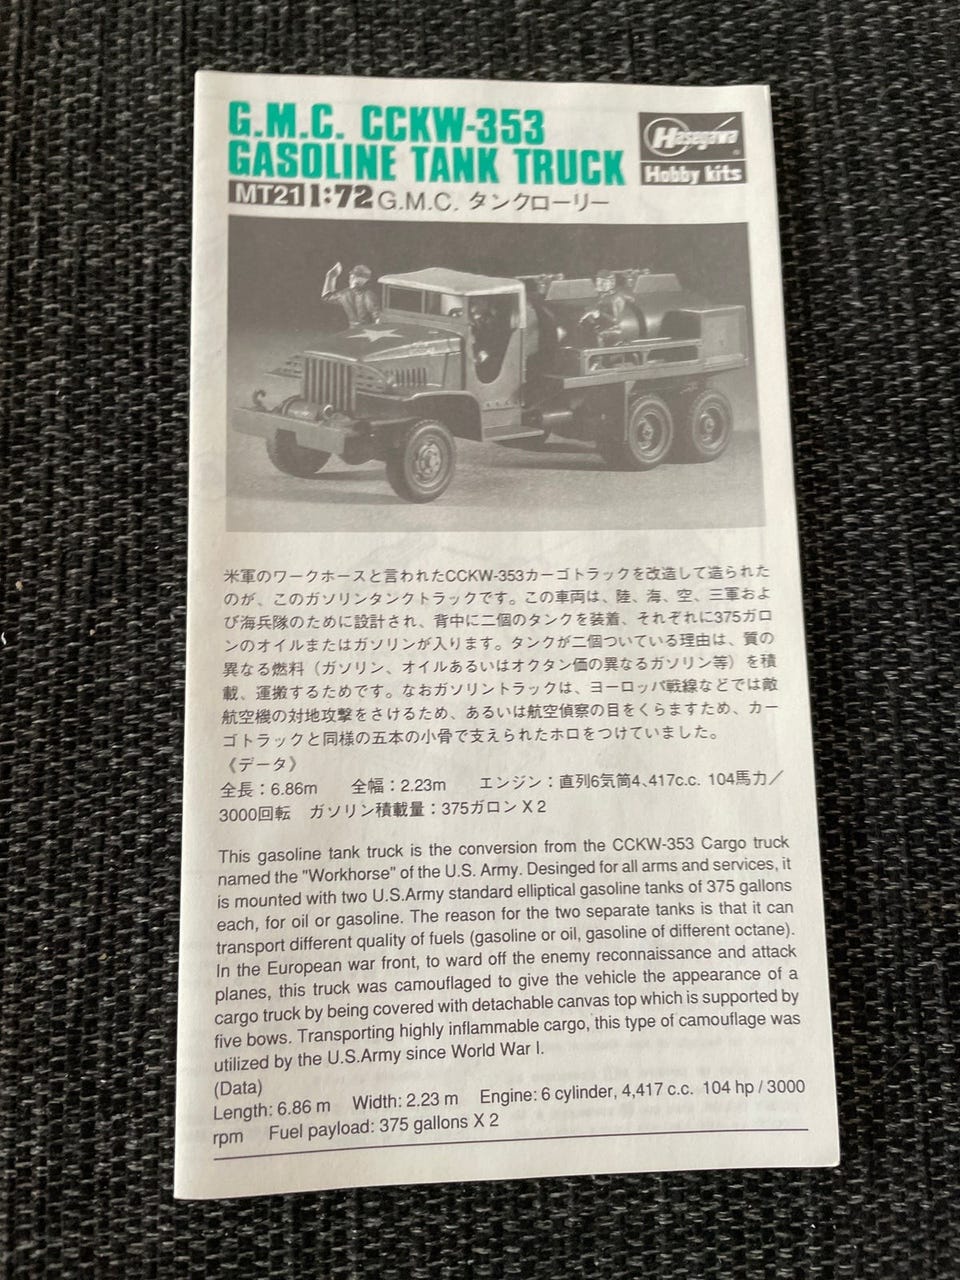 G.M.C. CCKW-353
GASOLINE TANK TRUCK
Hasegawa
Hobby kits
MT21 1:72 G.M.C. タンクローリー
米軍のワークホースと言われたCCKW-353カーゴトラックを改造して造られた
のが、このガソリンタンクトラックです。この車両は、陸、海、空、三軍およ
び海兵隊のために設計され、背中に二個のタンクを装着、それぞれに375ガロ
ンのオイルまたはガソリンが入ります。タンクが二個ついている理由は、質の
異なる燃料（ガソリン、オイルあるいはオクタン価の異なるガソリン等）を積
載、運搬するためです。なおガソリントラックは、ヨーロッパ戦線などでは敵
航空機の対地攻撃をさけるため、あるいは航空偵察の目をくらますため、カー
ゴトラックと同様の五本の小骨で支えられたホロをつけていました。
《データ》
全長：6.86m 全幅：2.23m エンジン：直列6気筒4,417c.c. 104馬力／
3000回転 ガソリン積載量：375ガロン X 2
This gasoline tank truck is the conversion from the CCKW-353 Cargo truck
named the "Workhorse" of the U.S. Army. Desinged for all arms and services, it
is mounted with two U.S.Army standard elliptical gasoline tanks of 375 gallons
each, for oil or gasoline. The reason for the two separate tanks is that it can
transport different quality of fuels (gasoline or oil, gasoline of different octane).
In the European war front, to ward off the enemy reconnaissance and attack
planes, this truck was camouflaged to give the vehicle the appearance of a
cargo truck by being covered with detachable canvas top which is supported by
five bows. Transporting highly inflammable cargo, this type of camouflage was
utilized by the U.S.Army since World War I.
(Data)
Length: 6.86 m Width: 2.23 m Engine: 6 cylinder, 4,417 c.c. 104 hp / 3000
rpm Fuel payload: 375 gallons X 2